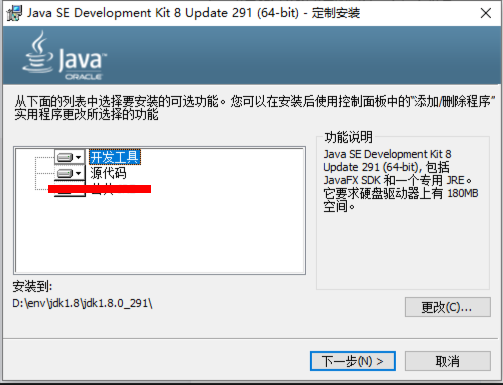 Java SE Development Kit 8 Update 291 (64-bit) - 定制安装
Java
ORACLE
从下面的列表中选择要安装的可选功能。您可以在安装后使用控制面板中的“添加/删除程序”
实用程序更改所选择的功能
开发工具
源代码
功能说明
Java SE Development Kit 8
Update 291 (64-bit), 包括
JavaFX SDK 和一个专用 JRE。
它要求硬盘驱动器上有 180MB
空间。
安装到:
D:\env\jdk1.8\jdk1.8.0_291\
更改(C)...
下一步(N) >
取消